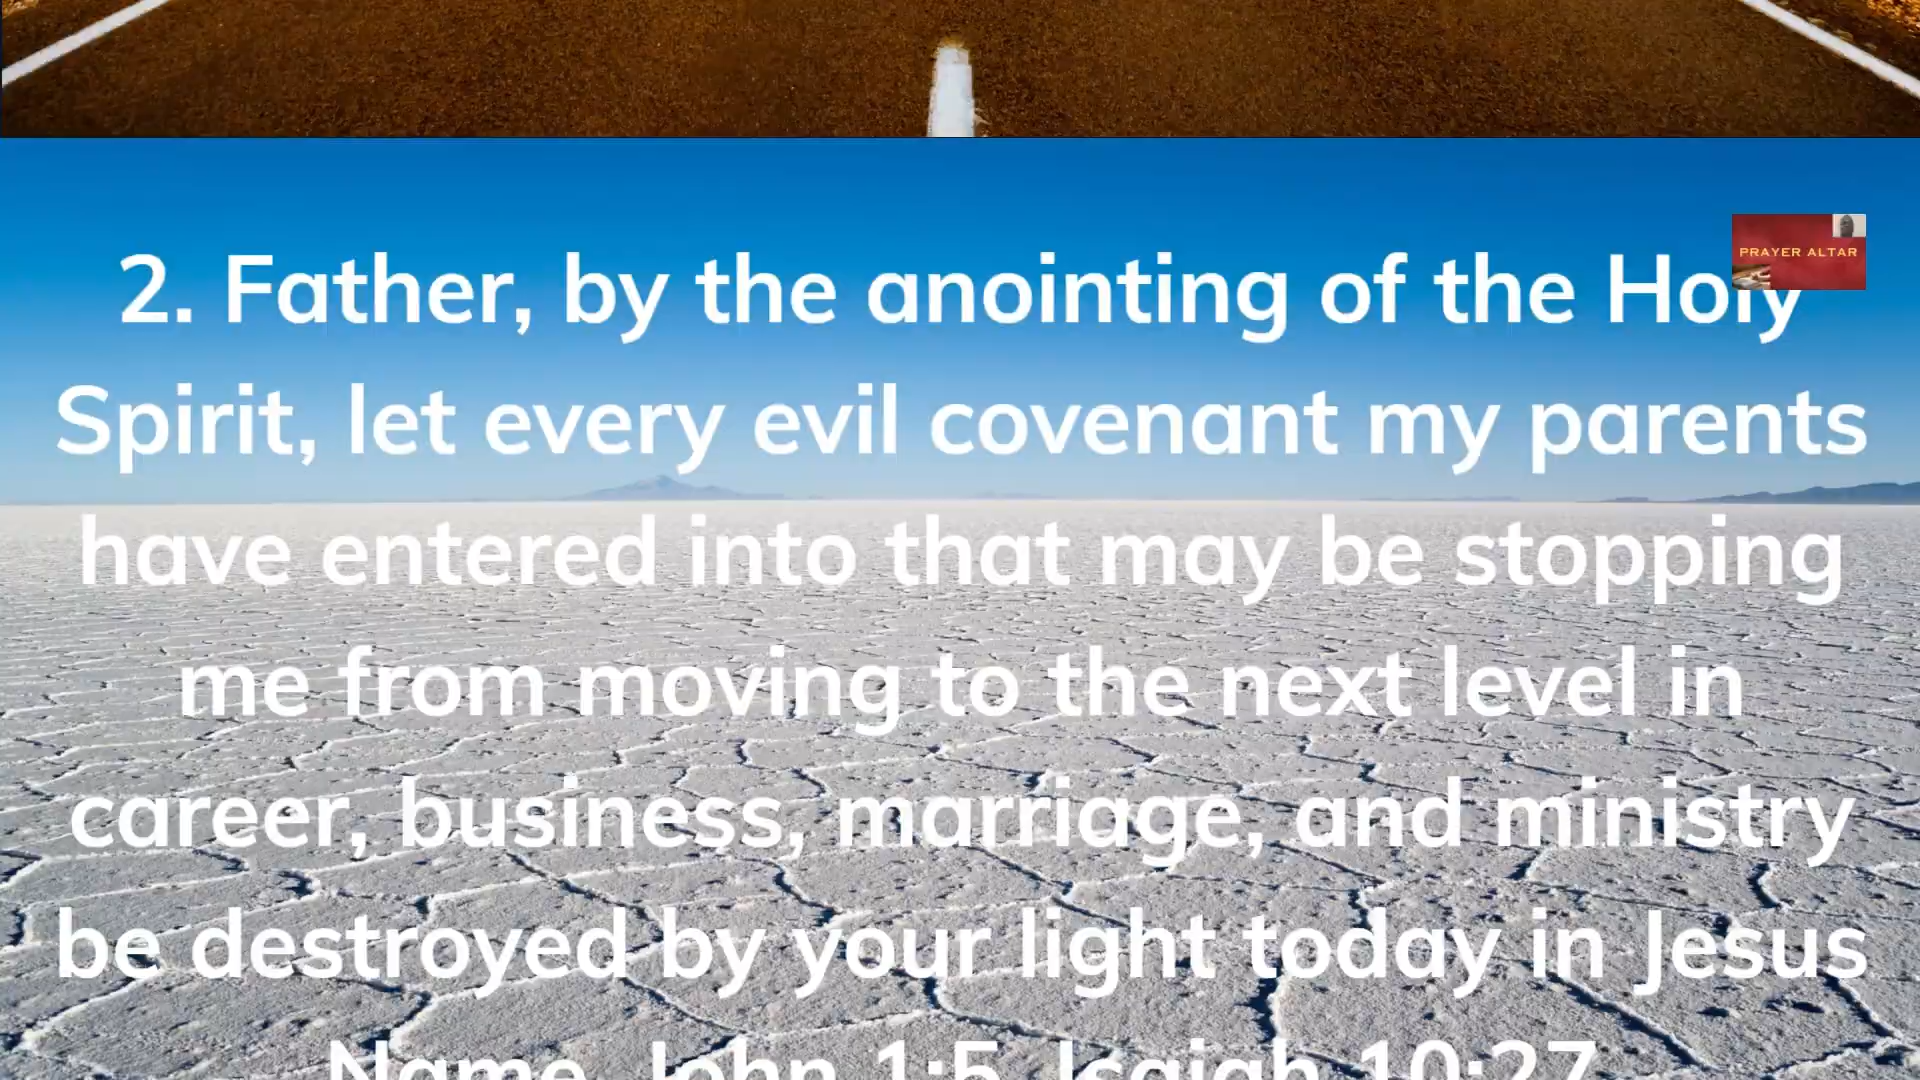 PRAYER ALTAR
2. Father, by the anointing of the Holy
Spirit, let every evil covenant my parents
have entered into that may be stopping
me from moving to the next level in
career, business, marriage, and ministry
be destroyed by your light today in Jesus
Name. John 1:5, Isaiah 10:27